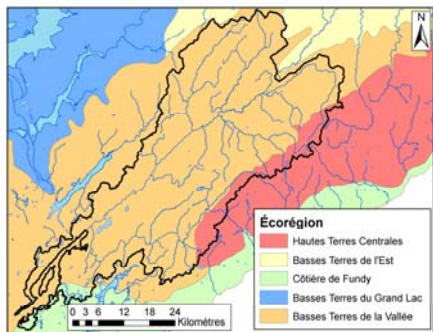 N
Écorégion
Hautes Terres Centrales
Basses Terres de l'Est
Côtière de Fundy
Basses Terres du Grand Lac
Basses Terres de la Vallée
0 3 6 12 18 24
Kilomètres